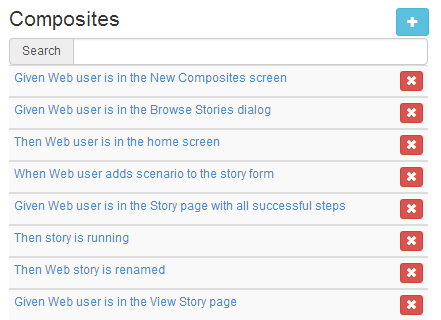 Composites
Search
Given Web user is in the New Composites screen
Given Web user is in the Browse Stories dialog
Then Web user is in the home screen
When Web user adds scenario to the story form
Given Web user is in the Story page with all successful steps
Then story is running
Then Web story is renamed
Given Web user is in the View Story page